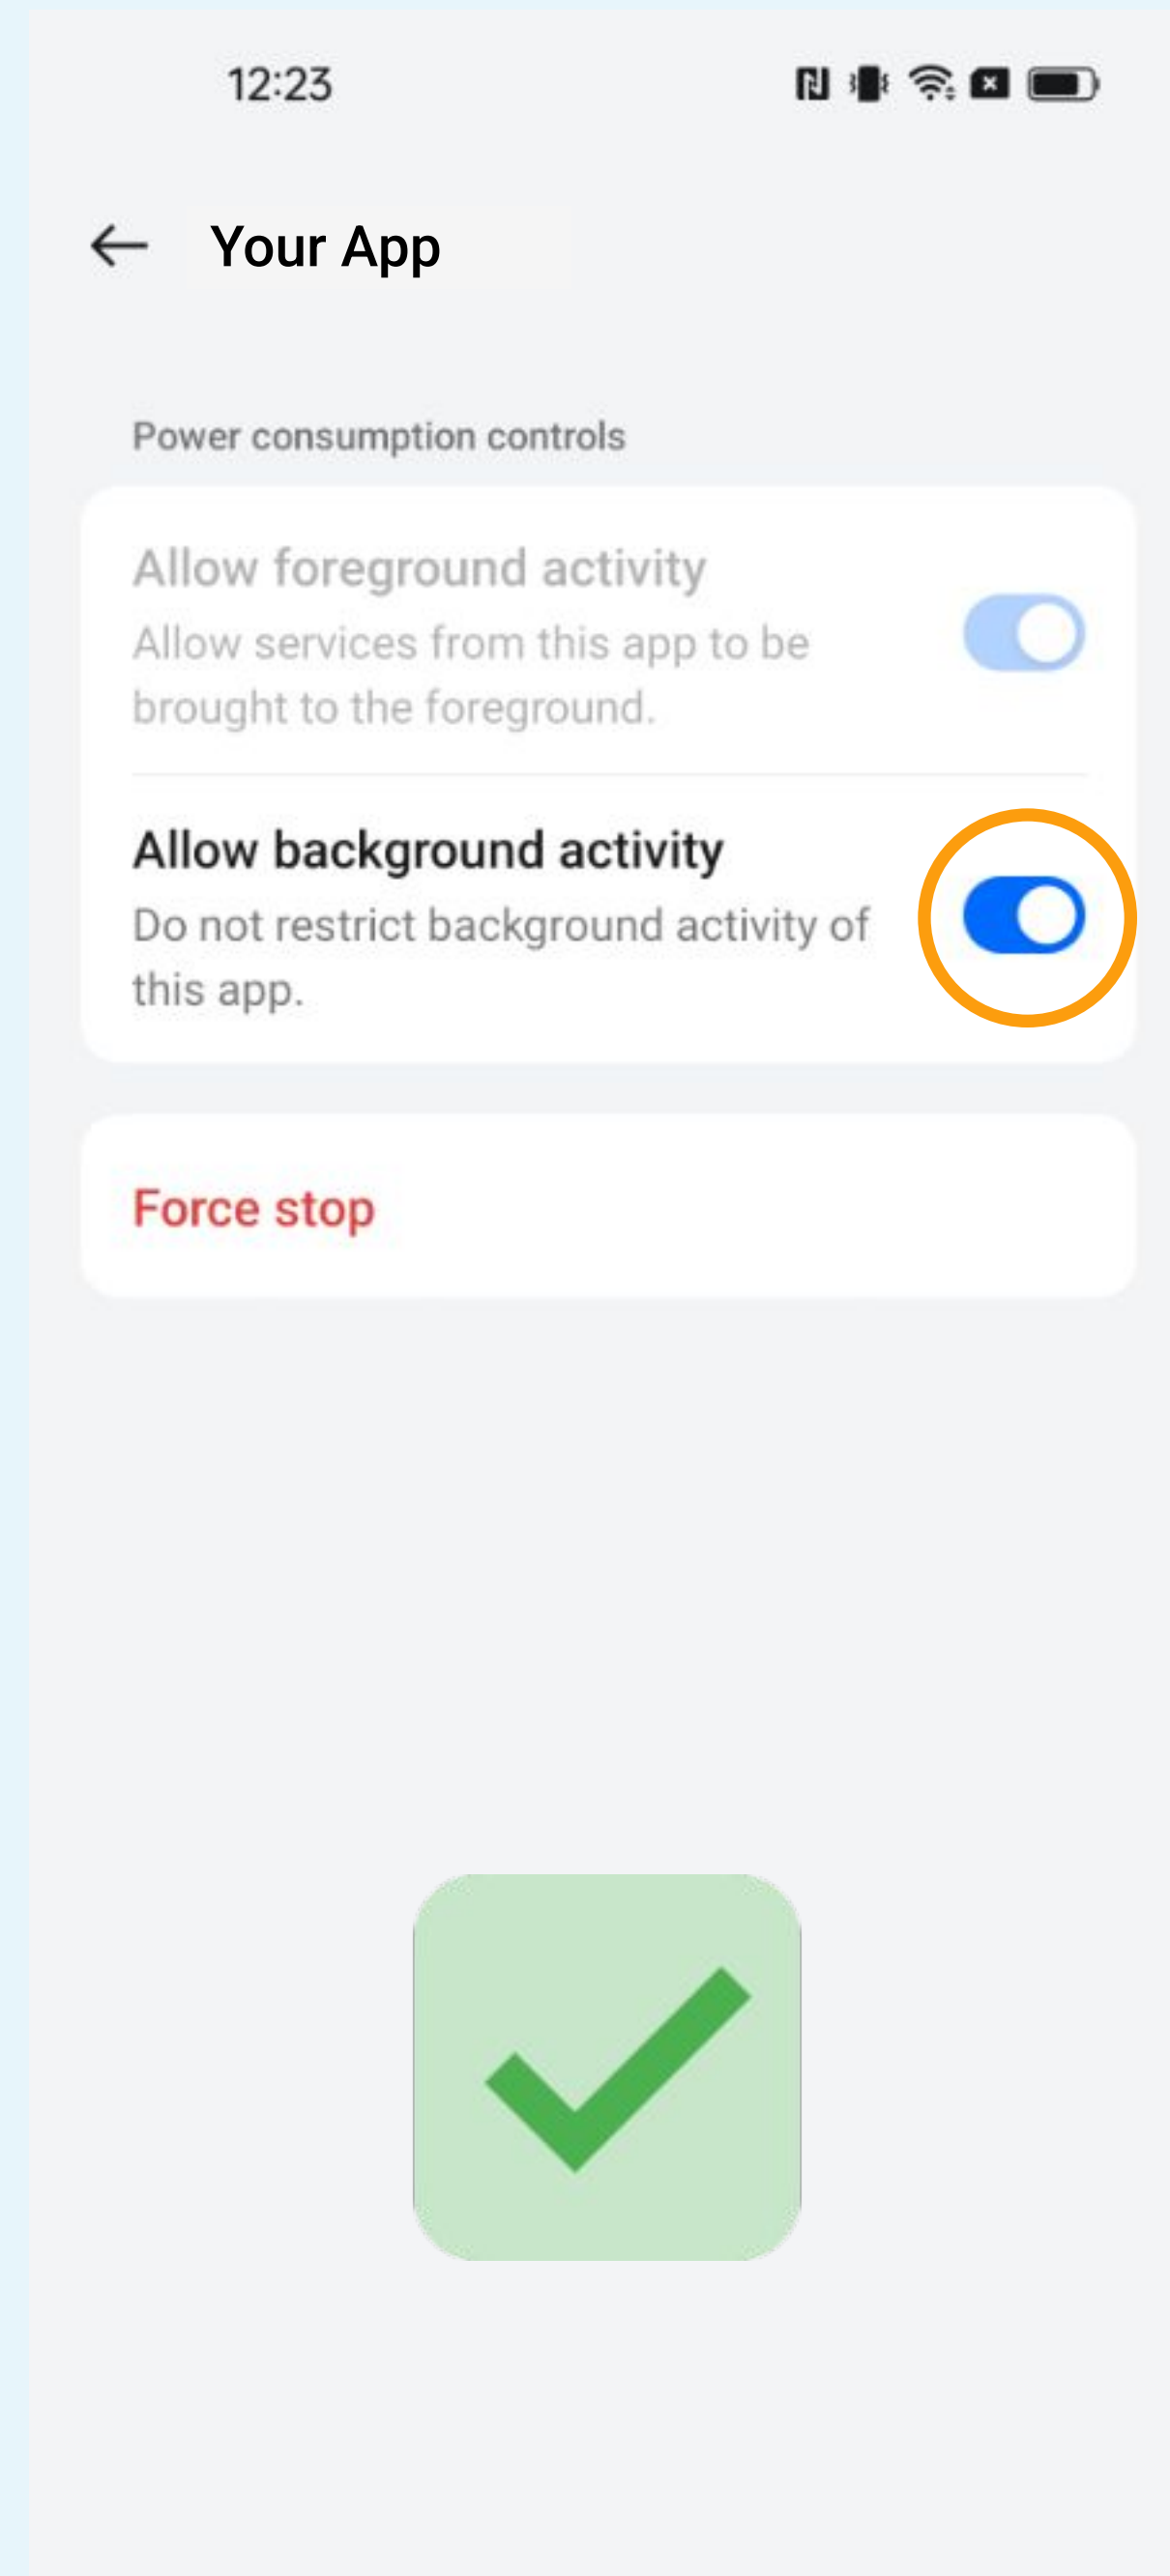 12:23
Your App
Power consumption controls
Allow foreground activity
Allow services from this app to be
brought to the foreground.
Allow background activity
Do not restrict background activity of
this app.
Force stop